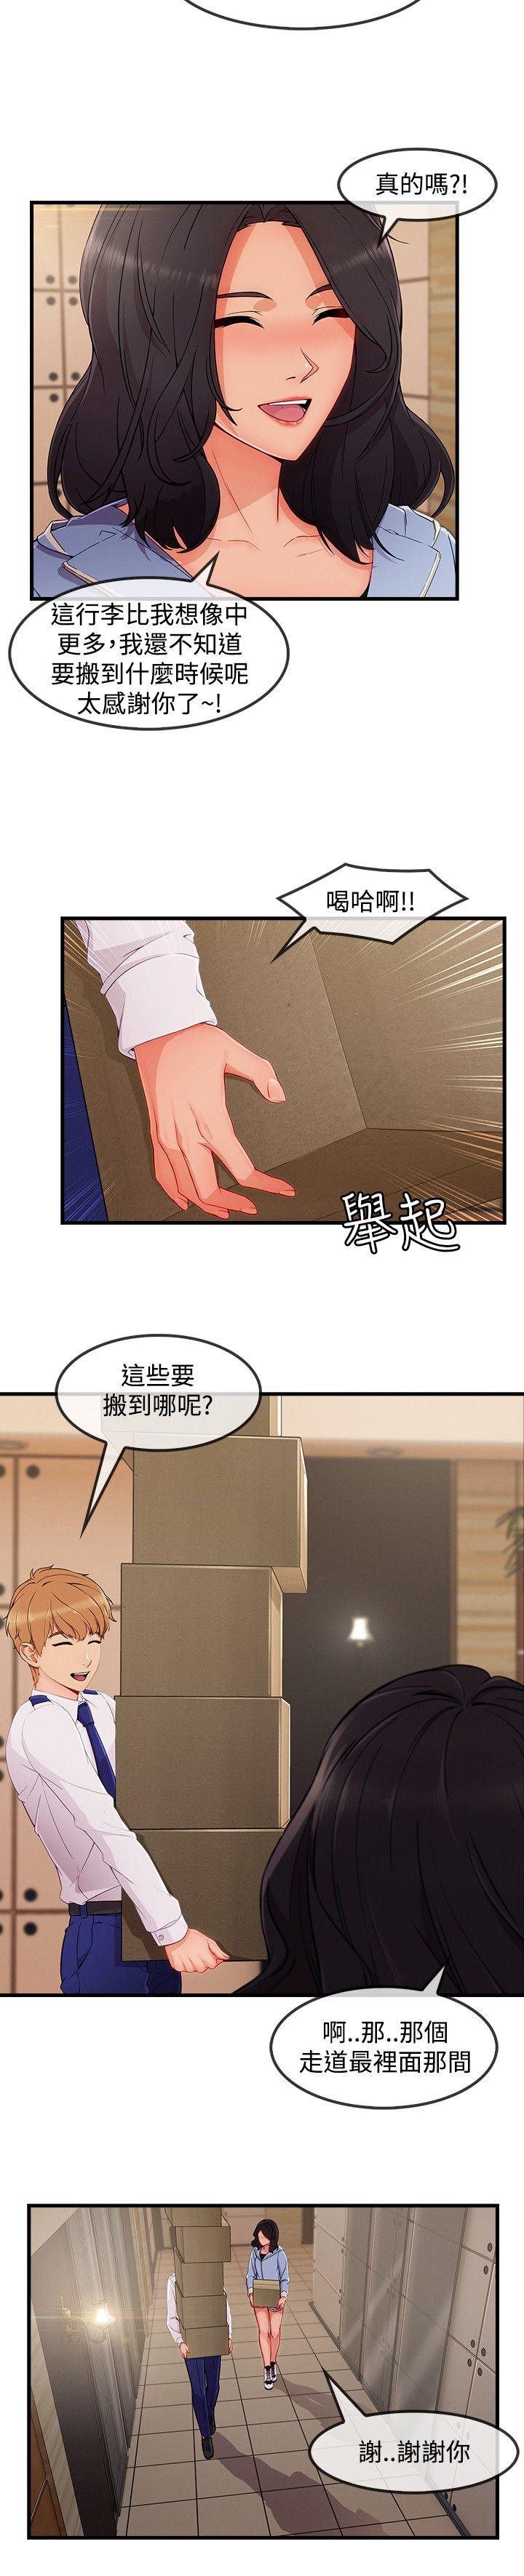 真的嗎?!
這行李比我想像中
更多,我還不知道
要搬到什麼時候呢
太感謝你了~!
喝哈啊!!
舉起
這些要
搬到哪呢?
啊..那..那個
走道最裡面那間
謝..謝謝你